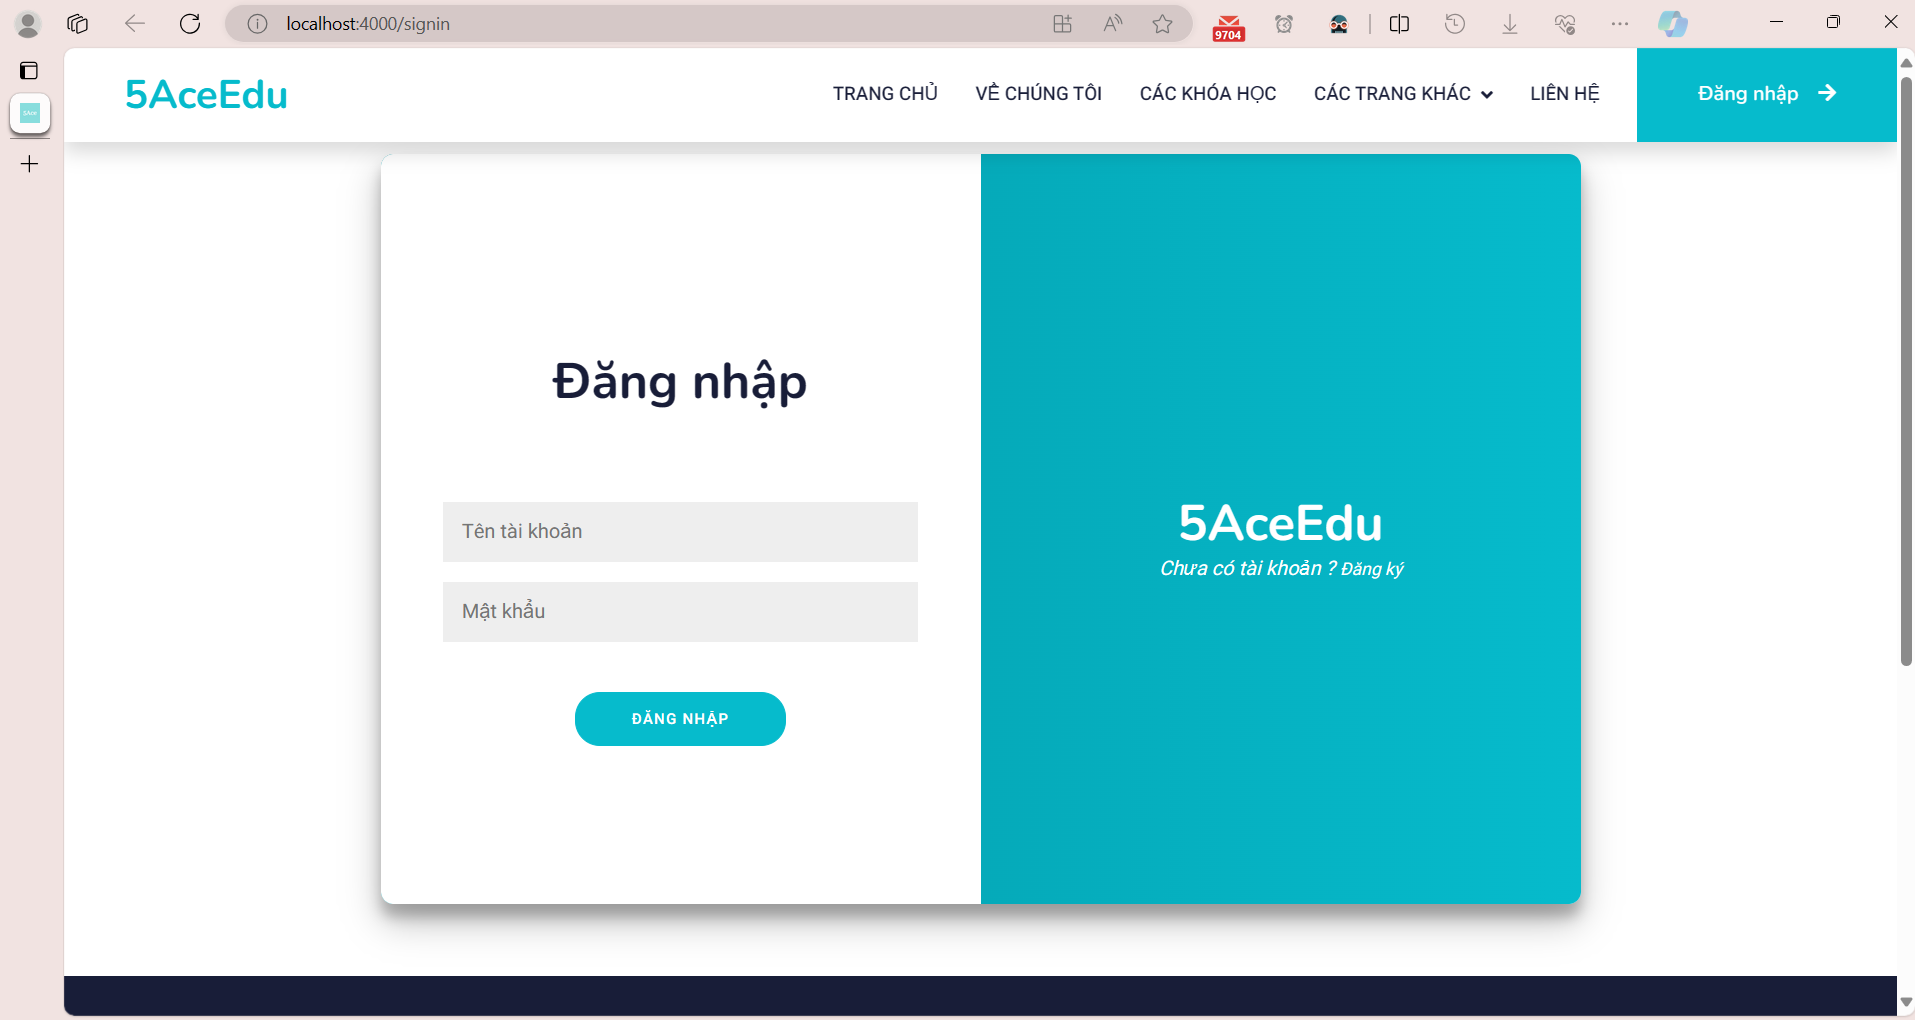 localhost:4000/signin
9704
5AceEdu
TRANG CHỦ
VỀ CHÚNG TÔI
CÁC KHÓA HỌC
CÁC TRANG KHÁC
LIÊN HỆ
Đăng nhập
Đăng nhập
Tên tài khoản
Mật khẩu
ĐĂNG NHẬP
5AceEdu
Chưa có tài khoản ? Đăng ký